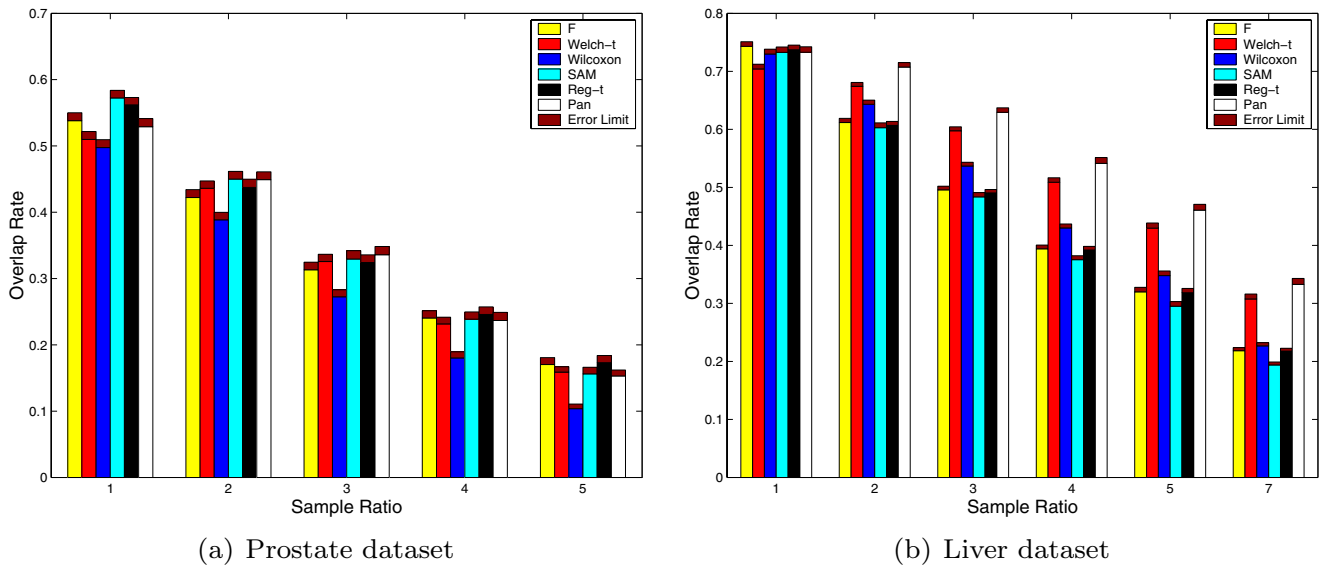 0.7
0.6
0.5
0.4
0.3
0.2
0.1
0
Overlap Rate
F
Welch-t
Wilcoxon
SAM
Reg-t
Pan
Error Limit
1 2 3 4 5
Sample Ratio
(a) Prostate dataset
0.8
0.7
0.6
0.5
0.4
0.3
0.2
0.1
0
Overlap Rate
F
Welch-t
Wilcoxon
SAM
Reg-t
Pan
Error Limit
1 2 3 4 5 7
Sample Ratio
(b) Liver dataset